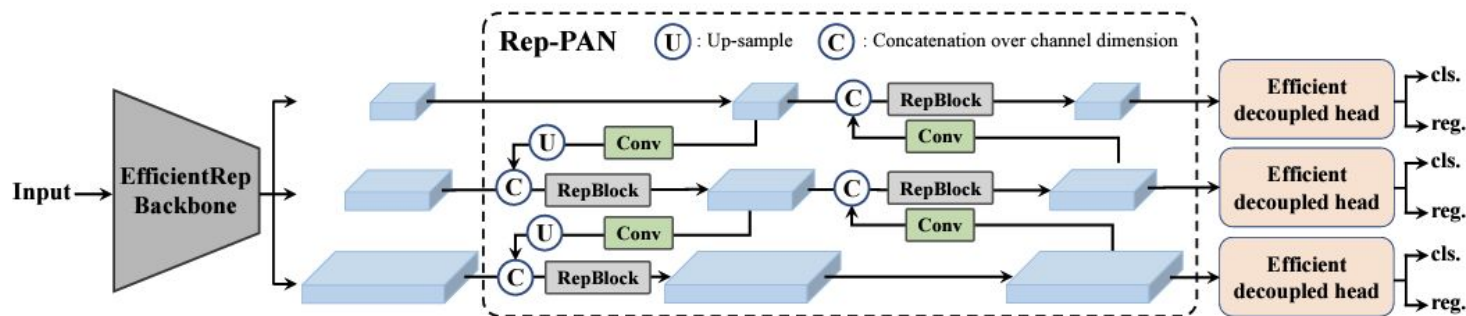 Rep-PAN U : Up-sample C : Concatenation over channel dimension
Input
EfficientRep
Backbone
C RepBlock
Conv
U Conv
C RepBlock
C RepBlock
Conv
U Conv
C RepBlock
Efficient
decoupled head
cls.
reg.
Efficient
decoupled head
cls.
reg.
Efficient
decoupled head
cls.
reg.